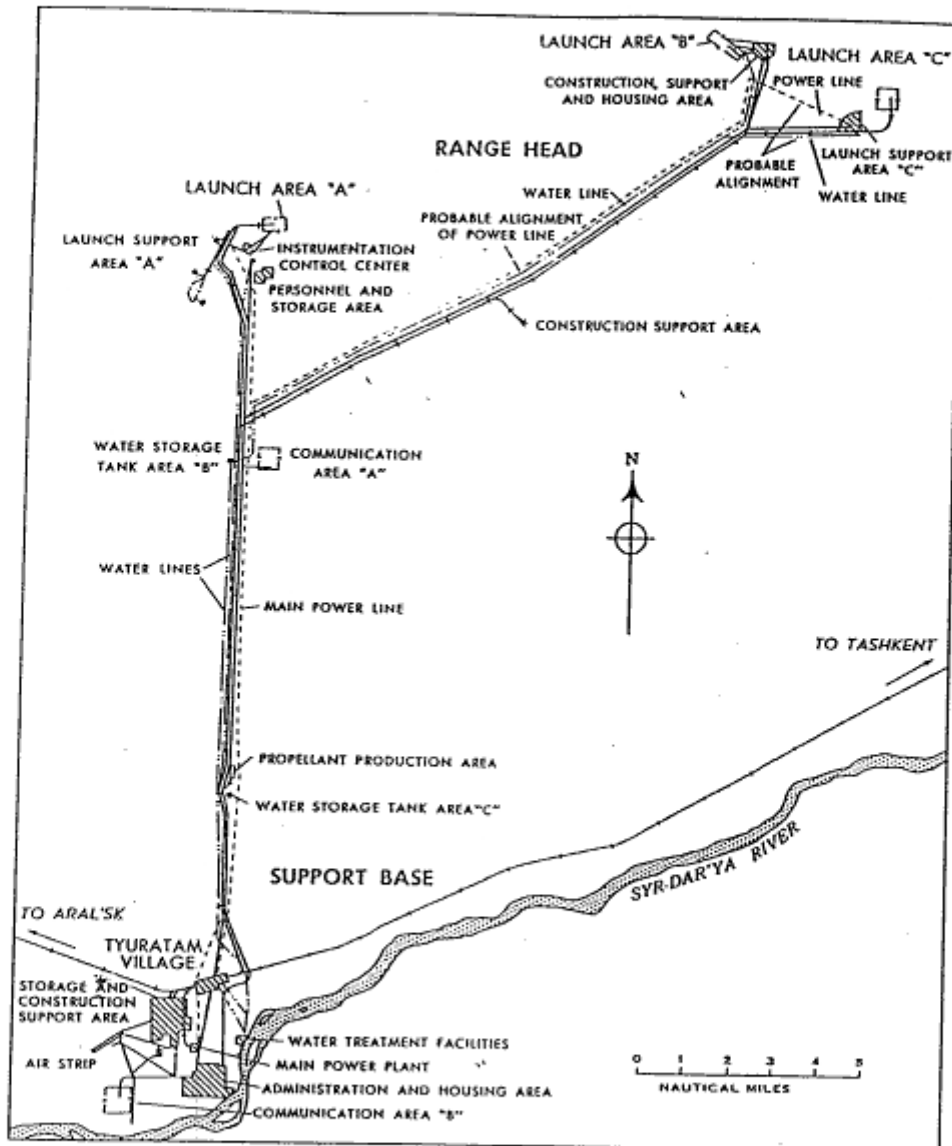 LAUNCH AREA "B"
LAUNCH AREA "C"
CONSTRUCTION, SUPPORT
AND HOUSING AREA
POWER LINE
RANGE HEAD
PROBABLE
ALIGNMENT
LAUNCH SUPPORT
AREA "C"
WATER LINE
WATER LINE
LAUNCH AREA "A"
PROBABLE ALIGNMENT
OF POWER LINE
LAUNCH SUPPORT
AREA "A"
INSTRUMENTATION
CONTROL CENTER
PERSONNEL AND
STORAGE AREA
CONSTRUCTION SUPPORT AREA
WATER STORAGE
TANK AREA "B"
COMMUNICATION
AREA "A"
N
WATER LINES
MAIN POWER LINE
TO TASHKENT
PROPELLANT PRODUCTION AREA
WATER STORAGE TANK AREA "C"
SUPPORT BASE
SYR-DAR'YA RIVER
TO ARAL'SK
TYURATAM
VILLAGE
STORAGE AND
CONSTRUCTION
SUPPORT AREA
WATER TREATMENT FACILITIES
AIR STRIP
MAIN POWER PLANT
ADMINISTRATION AND HOUSING AREA
COMMUNICATION AREA "B"
0 1 2 3 4 5
NAUTICAL MILES